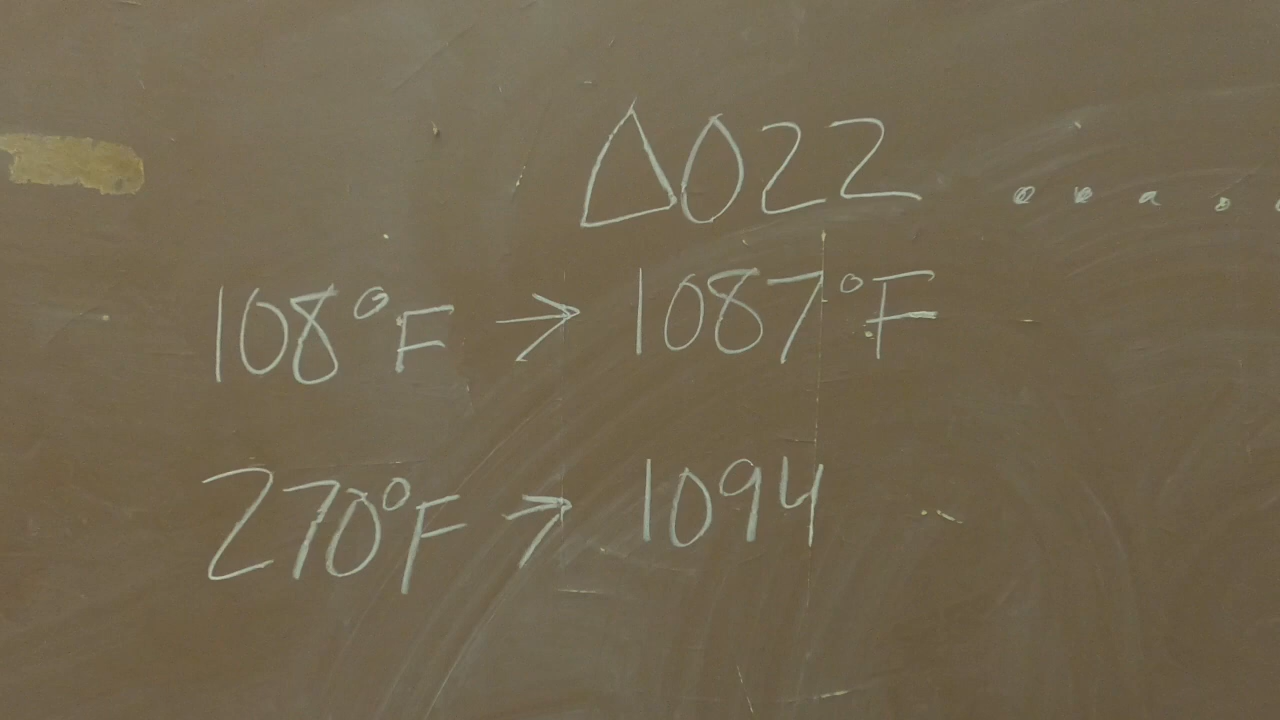 Δ022 . . . . .
108°F → 1087°F
270°F → 1094